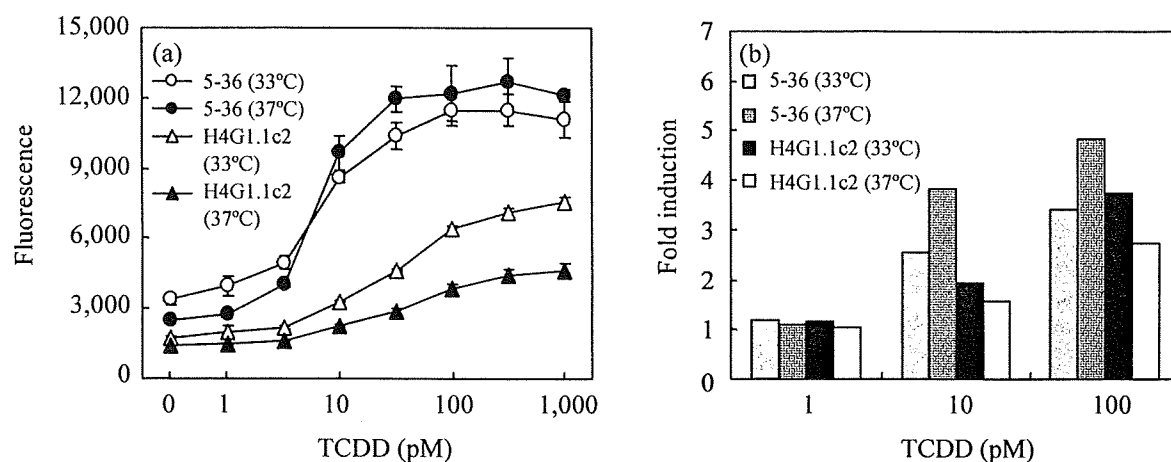 15,000
12,000
9,000
6,000
3,000
0
Fluorescence
(a)
5-36 (33ºC)
5-36 (37ºC)
H4G1.1c2
(33ºC)
H4G1.1c2
(37ºC)
0 1 10 100 1,000
TCDD (pM)
7
6
5
4
3
2
1
0
Fold induction
(b)
5-36 (33ºC)
5-36 (37ºC)
H4G1.1c2 (33ºC)
H4G1.1c2 (37ºC)
1 10 100
TCDD (pM)